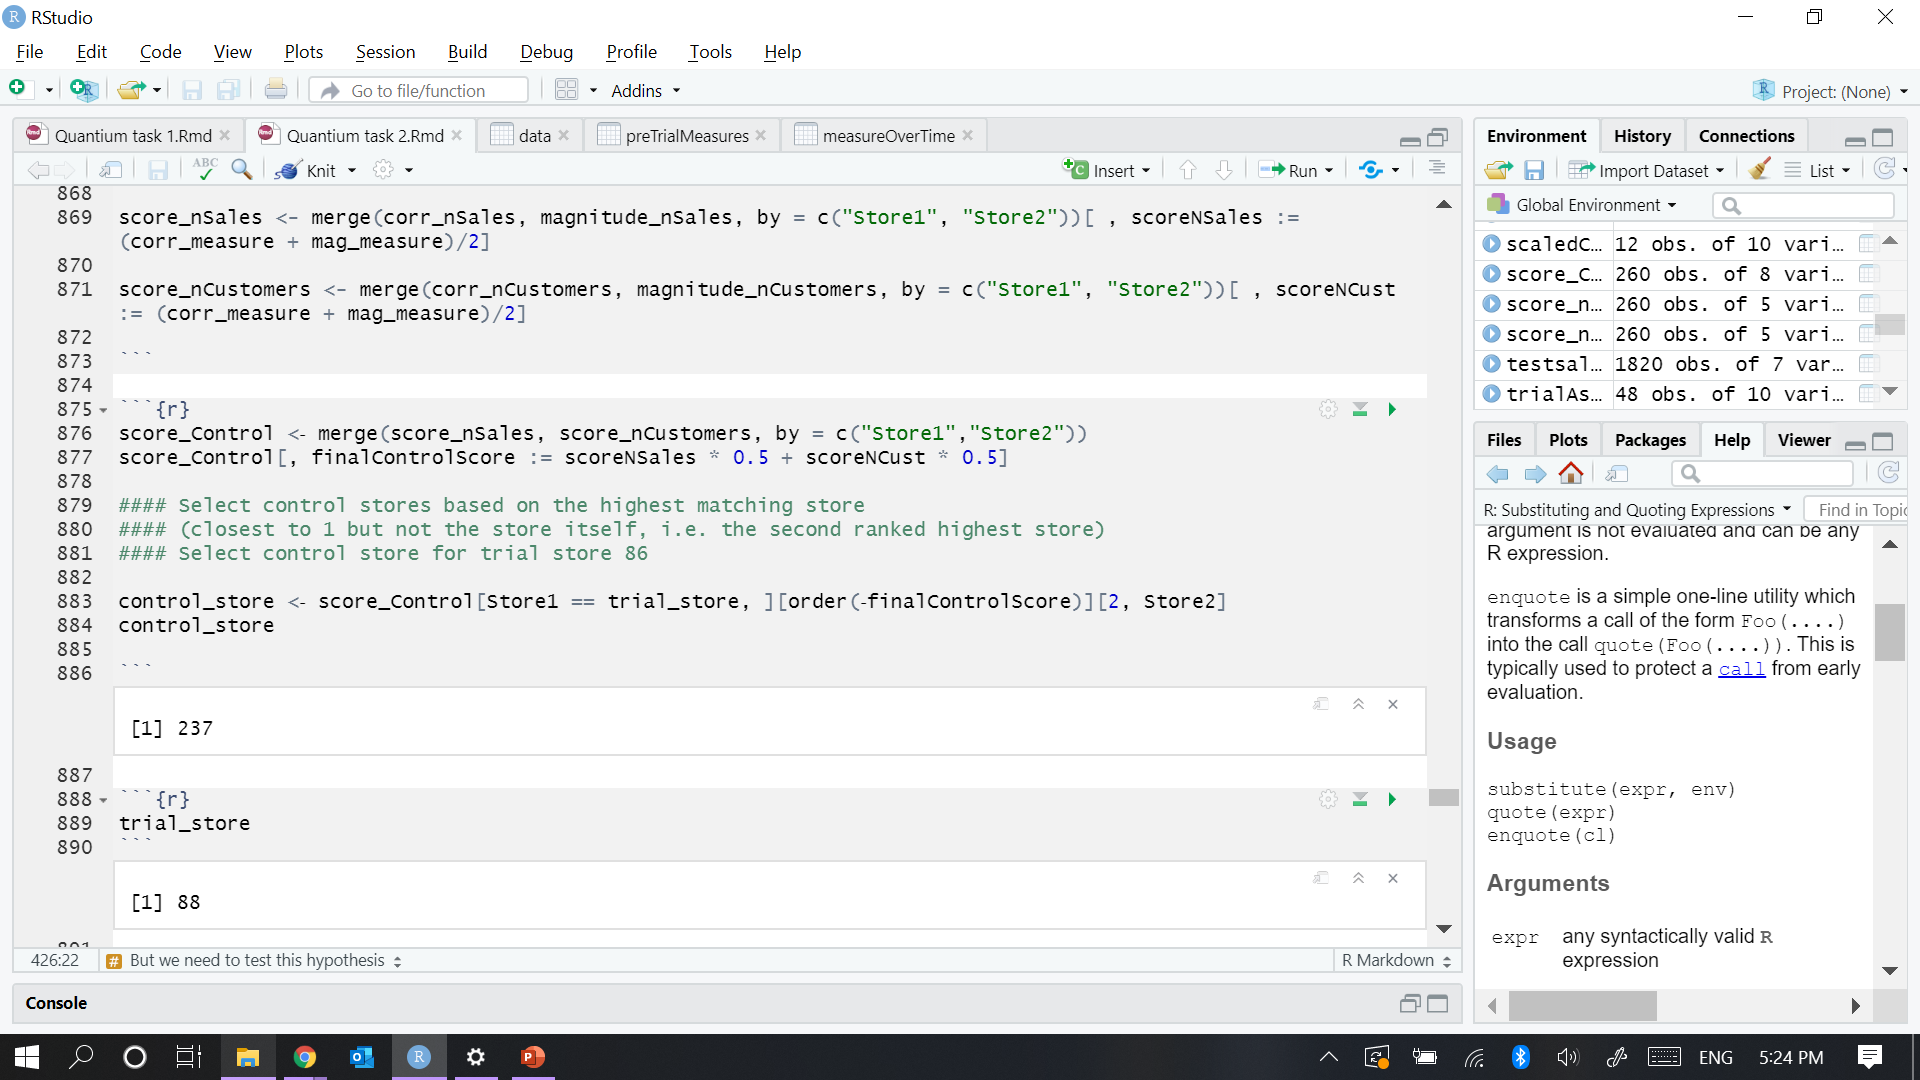 RStudio
File Edit Code View Plots Session Build Debug Profile Tools Help
Go to file/function Addins Project: (None)
Quantium task 1.Rmd Quantium task 2.Rmd data preTrialMeasures measureOverTime
ABC Knit Insert Run
868
869 score_nSales <- merge(corr_nSales, magnitude_nSales, by = c("Store1", "Store2"))[ , scoreNSales :=
(corr_measure + mag_measure)/2]
870
871 score_nCustomers <- merge(corr_nCustomers, magnitude_nCustomers, by = c("Store1", "Store2"))[ , scoreNCust
:= (corr_measure + mag_measure)/2]
872
873 ```
874
875 ```{r}
876 score_Control <- merge(score_nSales, score_nCustomers, by = c("Store1","Store2"))
877 score_Control[, finalControlScore := scoreNSales * 0.5 + scoreNCust * 0.5]
878
879 #### Select control stores based on the highest matching store
880 #### (closest to 1 but not the store itself, i.e. the second ranked highest store)
881 #### Select control store for trial store 86
882
883 control_store <- score_Control[Store1 == trial_store, ][order(-finalControlScore)][2, Store2]
884 control_store
885
886 ```
[1] 237
887
888 ```{r}
889 trial_store
890 ```
[1] 88
891
426:22 # But we need to test this hypothesis R Markdown
Console
Environment History Connections
Import Dataset List
Global Environment
scaledC… 12 obs. of 10 vari…
score_C… 260 obs. of 8 vari…
score_n… 260 obs. of 5 vari…
score_n… 260 obs. of 5 vari…
testsal… 1820 obs. of 7 var…
trialAs… 48 obs. of 10 vari…
Files Plots Packages Help Viewer
R: Substituting and Quoting Expressions Find in Topic
argument is not evaluated and can be any
R expression.
enquote is a simple one-line utility which
transforms a call of the form Foo(....)
into the call quote(Foo(....)). This is
typically used to protect a call from early
evaluation.
Usage
substitute(expr, env)
quote(expr)
enquote(cl)
Arguments
expr any syntactically valid R
expression
ENG 5:24 PM